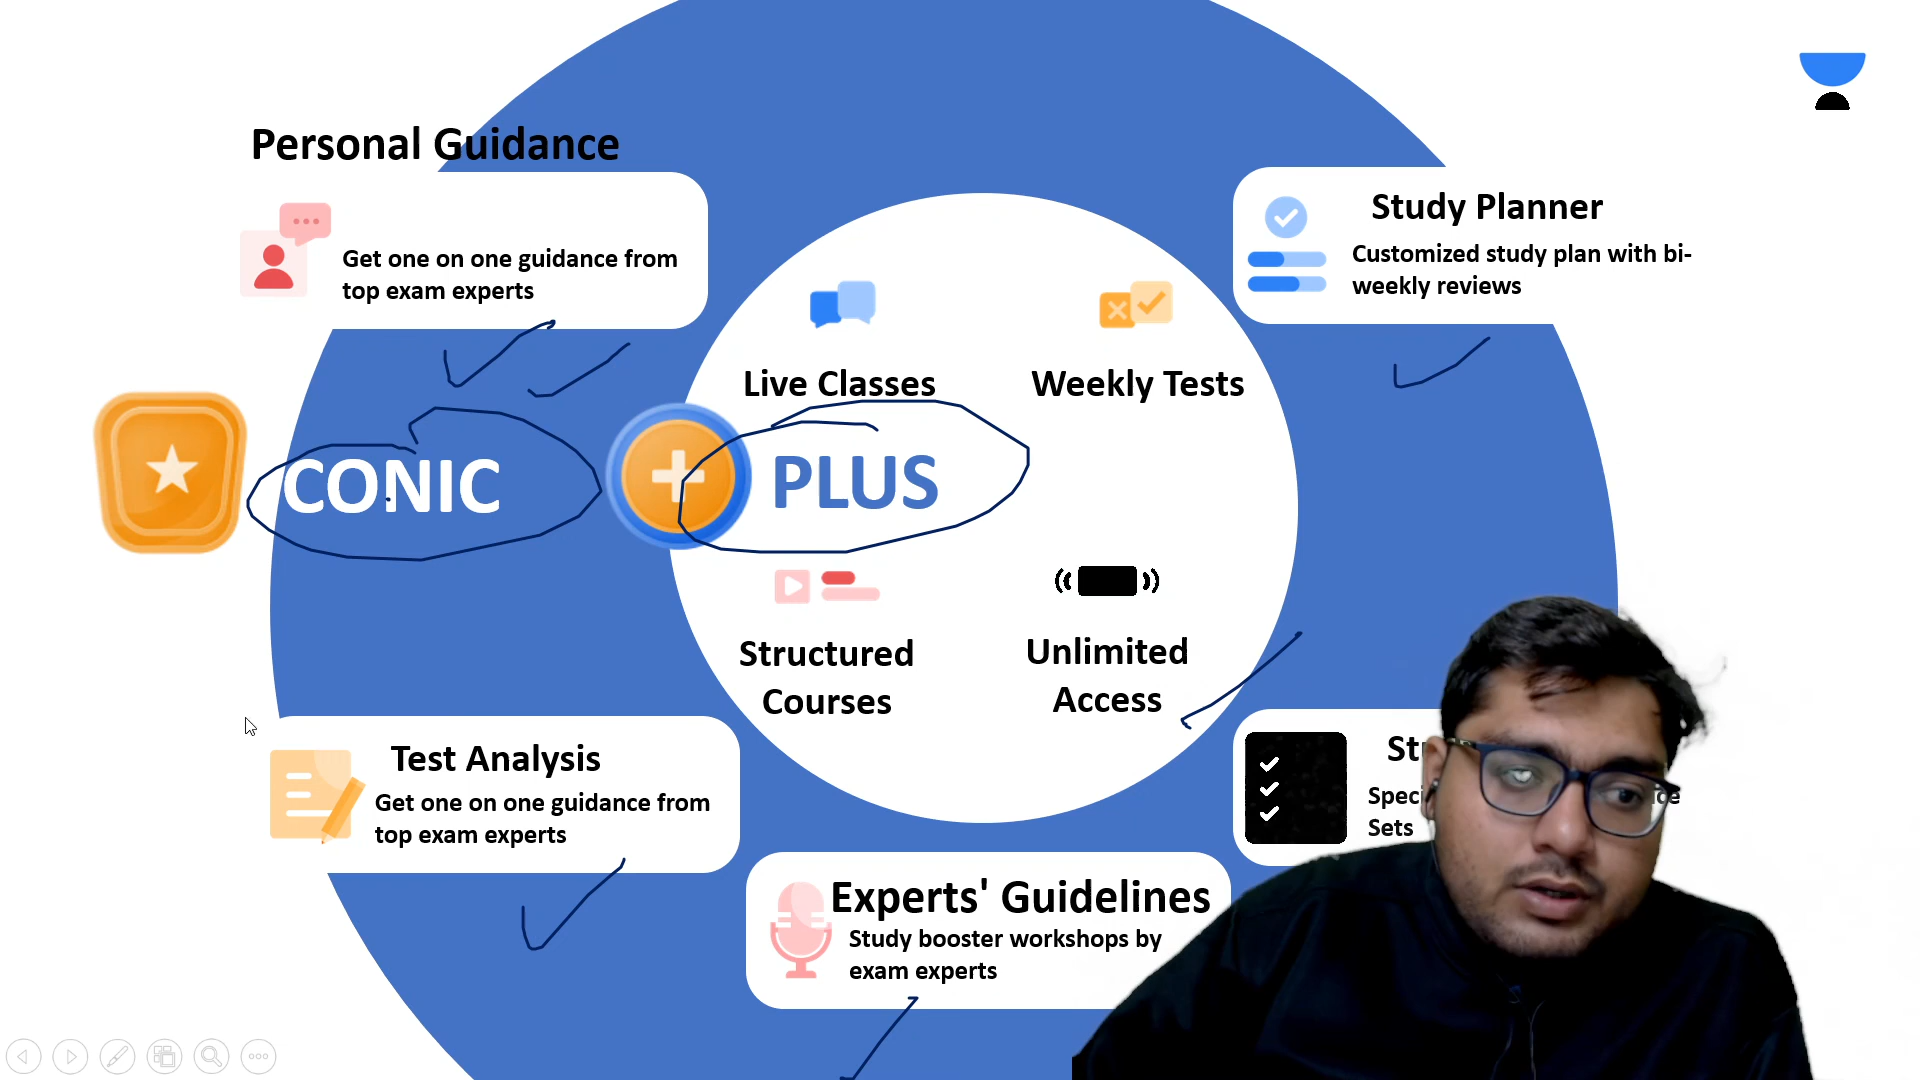 Personal Guidance
Get one on one guidance from
top exam experts
Study Planner
Customized study plan with bi-
weekly reviews
Live Classes
Weekly Tests
CONIC
PLUS
Structured
Courses
Unlimited
Access
Test Analysis
Get one on one guidance from
top exam experts
Sets
Experts' Guidelines
Study booster workshops by
exam experts